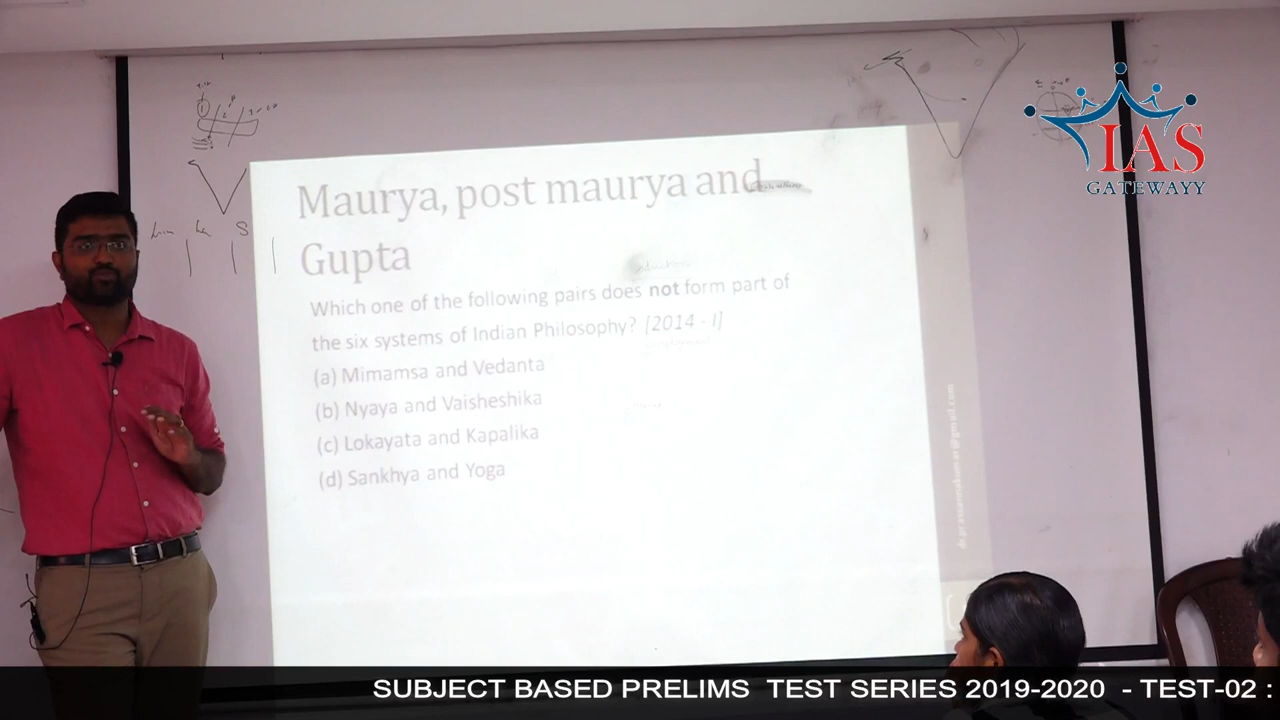 IAS
GATEWAYY
Maurya, post maurya and
Gupta
Which one of the following pairs does not form part of
the six systems of Indian Philosophy? [2014 - I]
(a) Mimamsa and Vedanta
(b) Nyaya and Vaisheshika
(c) Lokayata and Kapalika
(d) Sankhya and Yoga
SUBJECT BASED PRELIMS TEST SERIES 2019-2020 - TEST-02 :